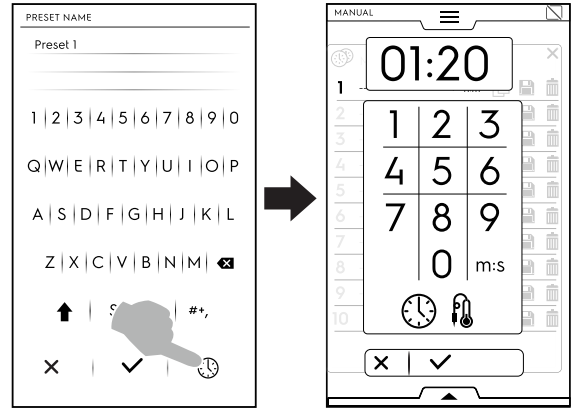 PRESET NAME
Preset 1
1 2 3 4 5 6 7 8 9 0
Q W E R T Y U I O P
A S D F G H J K L
Z X C V B N M
#+,
MANUAL
01:20
1
2
3
4
5
6
7
8
9
10
1 2 3
4 5 6
7 8 9
0 m:s